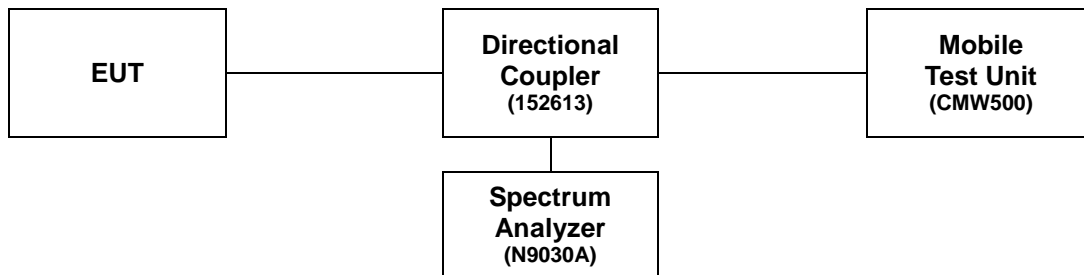 EUT
Directional
Coupler
(152613)
Mobile
Test Unit
(CMW500)
Spectrum
Analyzer
(N9030A)